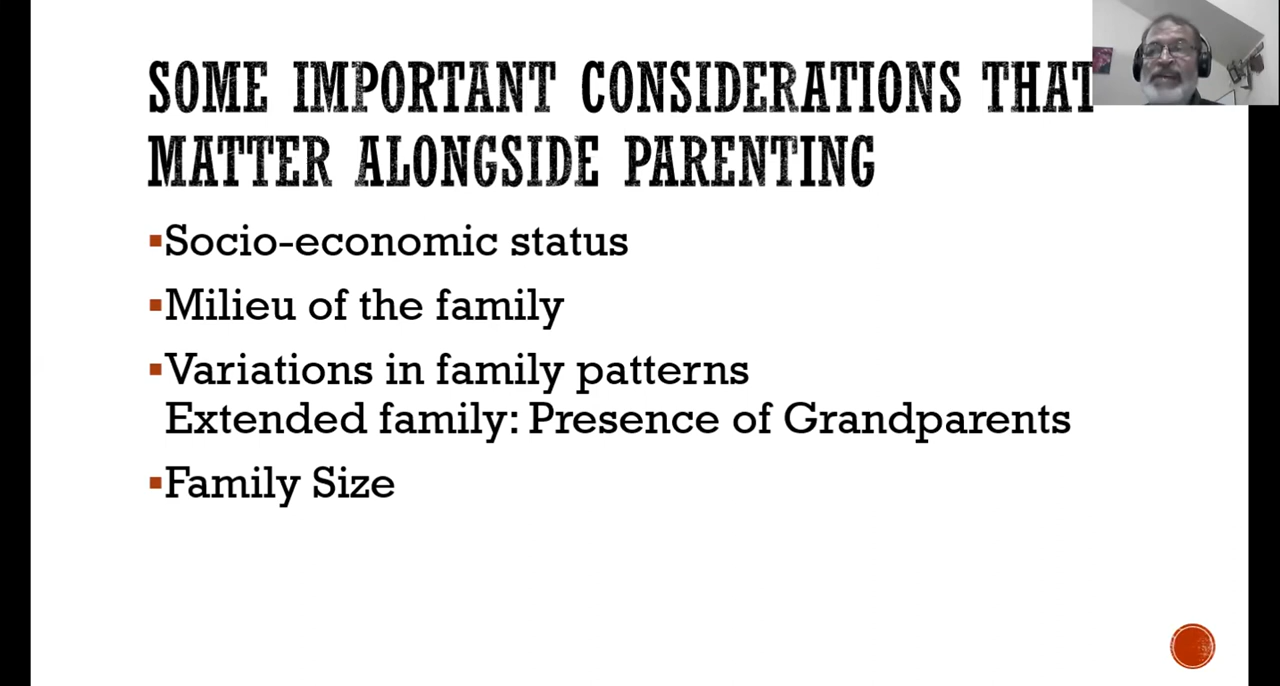 SOME IMPORTANT CONSIDERATIONS THAT
MATTER ALONGSIDE PARENTING
▪Socio-economic status
▪Milieu of the family
▪Variations in family patterns
Extended family: Presence of Grandparents
▪Family Size